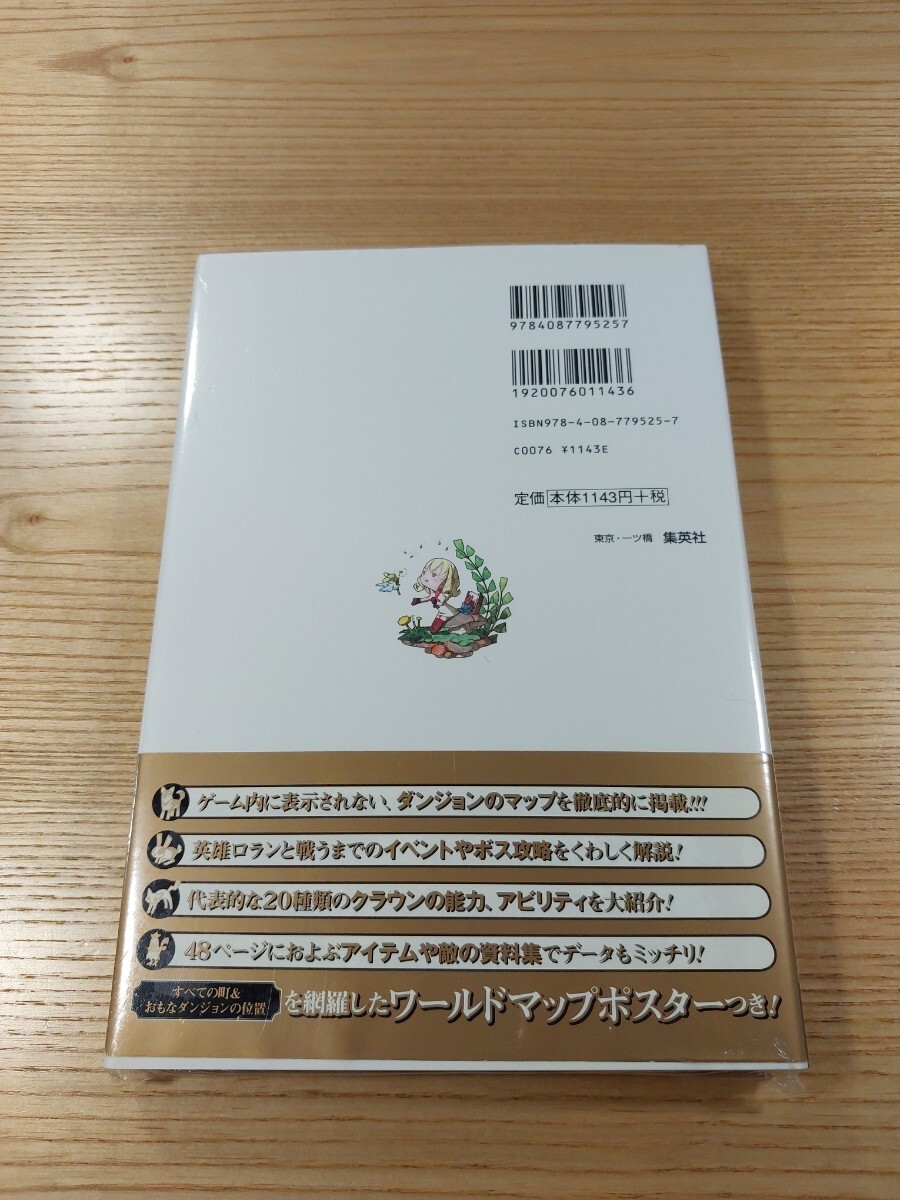 9784087795257
1920076011436
ISBN978-4-08-779525-7
C0076 ¥1143E
定価 本体1143円+税
東京・一ツ橋 集英社
ゲーム内に表示されない、ダンジョンのマップを徹底的に掲載!!!
英雄ロランと戦うまでのイベントやボス攻略をくわしく解説!
代表的な20種類のクラウンの能力、アビリティを大紹介!
48ページにおよぶアイテムや敵の資料集でデータもミッチリ!
すべての町&
おもなダンジョンの位置
を網羅したワールドマップポスターつき!